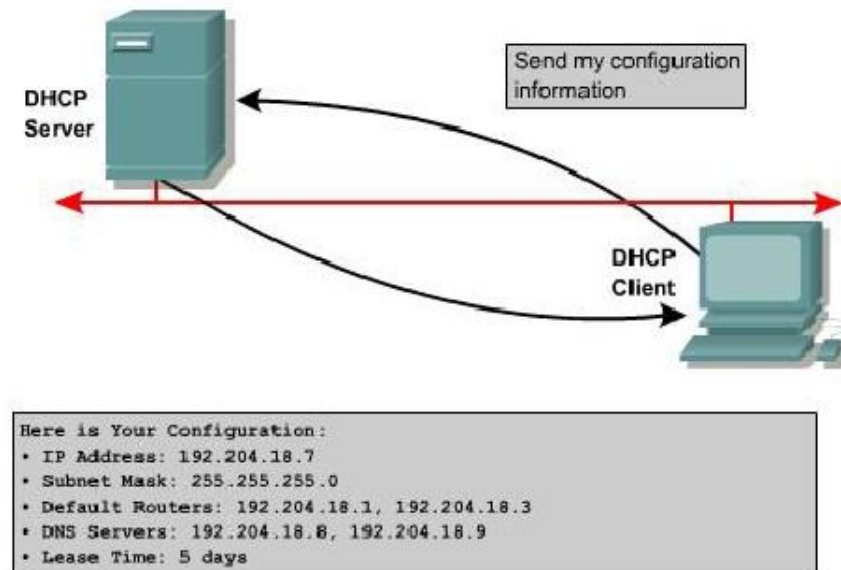 Send my configuration
information
DHCP
Server
DHCP
Client
Here is Your Configuration:
• IP Address: 192.204.18.7
• Subnet Mask: 255.255.255.0
• Default Routers: 192.204.18.1, 192.204.18.3
• DNS Servers: 192.204.18.8, 192.204.18.9
• Lease Time: 5 days